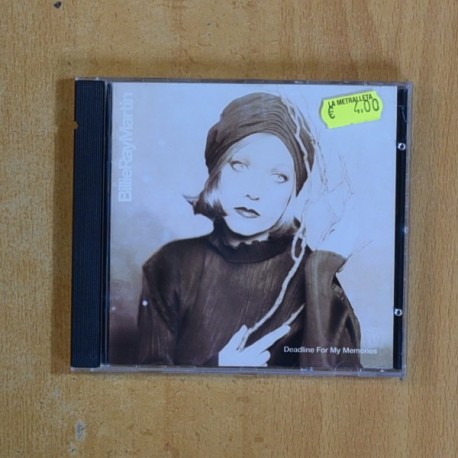 BillieRayMartin
LA METRALLETA
€ 4,00
Deadline For My Memories